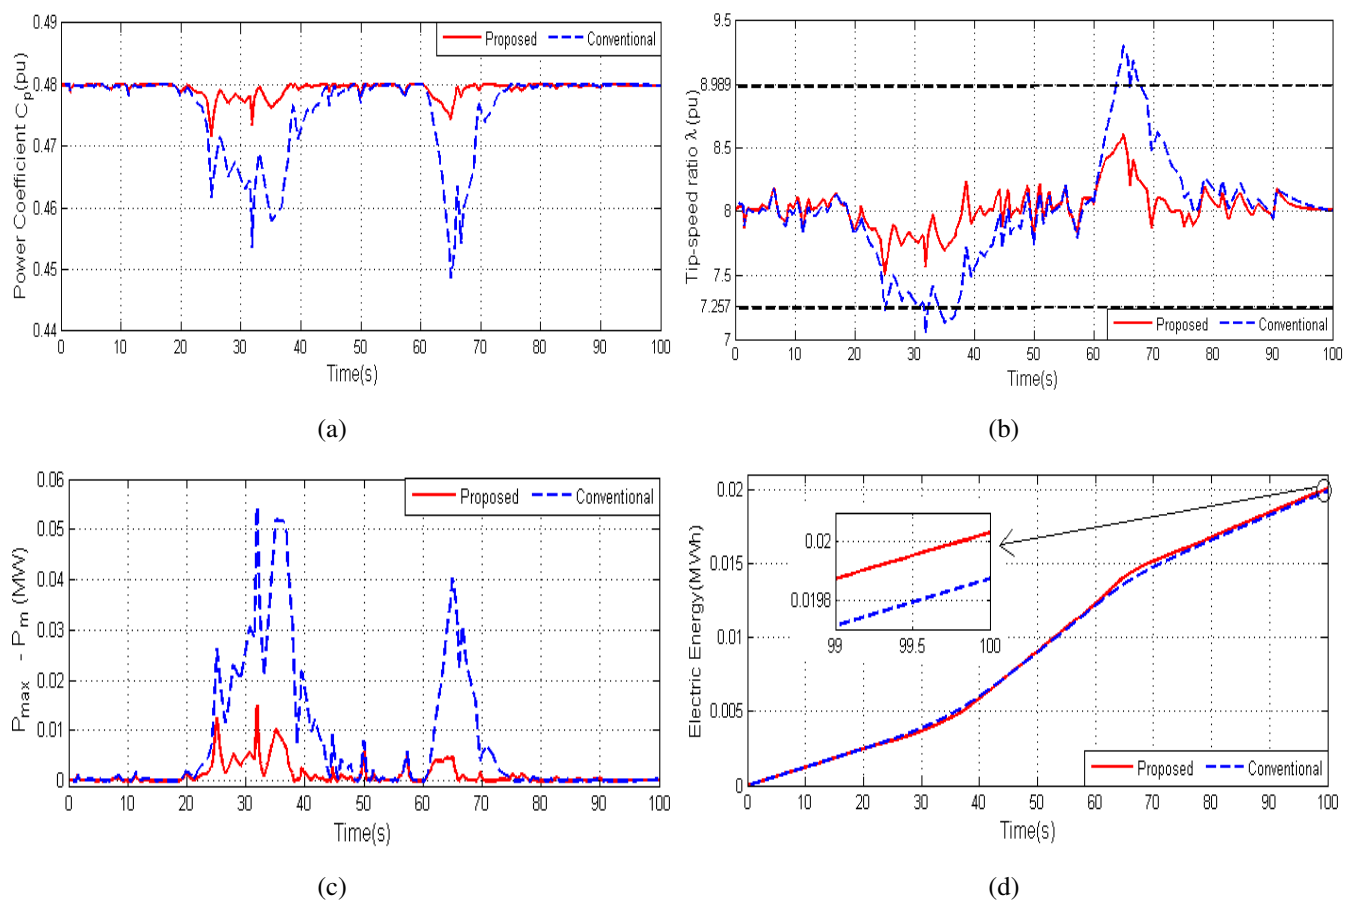 0.49
0.48
0.47
0.46
0.45
0.44
Power Coefficient Cp(pu)
Proposed Conventional
0 10 20 30 40 50 60 70 80 90 100
Time(s)
(a)
9.5
8.989
8.5
8
7.5
7.257
7
Tip-speed ratio λ (pu)
Proposed Conventional
0 10 20 30 40 50 60 70 80 90 100
Time(s)
(b)
0.06
0.05
0.04
0.03
0.02
0.01
0
Pmax - Pm (MW)
Proposed Conventional
0 10 20 30 40 50 60 70 80 90 100
Time(s)
(c)
0.02
0.015
0.01
0.005
0
Electric Energy(MWh)
0.02
0.0198
99 99.5 100
Proposed Conventional
0 10 20 30 40 50 60 70 80 90 100
Time(s)
(d)